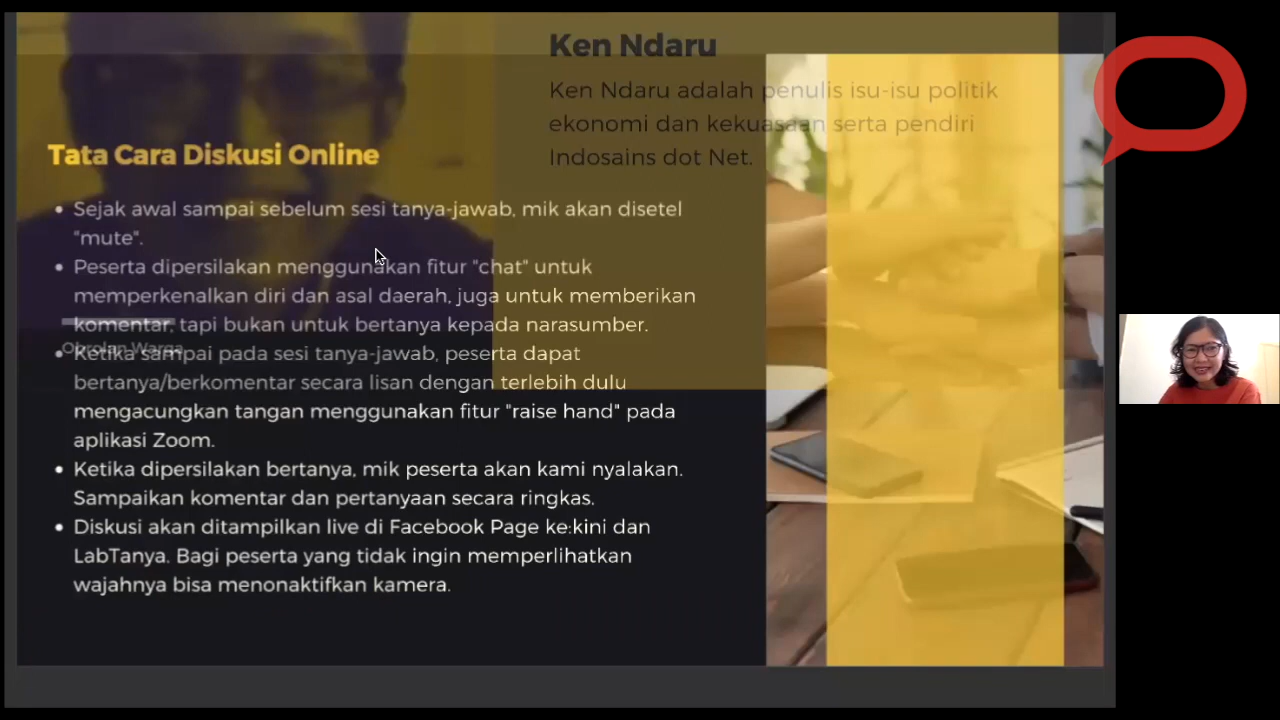 Ken Ndaru
Ken Ndaru adalah penulis isu-isu politik
ekonomi dan kekuasaan serta pendiri
Indosains dot Net.
Tata Cara Diskusi Online
• Sejak awal sampai sebelum sesi tanya-jawab, mik akan disetel
"mute".
• Peserta dipersilakan menggunakan fitur "chat" untuk
memperkenalkan diri dan asal daerah, juga untuk memberikan
komentar, tapi bukan untuk bertanya kepada narasumber.
Obrolan Warga
• Ketika sampai pada sesi tanya-jawab, peserta dapat
bertanya/berkomentar secara lisan dengan terlebih dulu
mengacungkan tangan menggunakan fitur "raise hand" pada
aplikasi Zoom.
• Ketika dipersilakan bertanya, mik peserta akan kami nyalakan.
Sampaikan komentar dan pertanyaan secara ringkas.
• Diskusi akan ditampilkan live di Facebook Page ke:kini dan
LabTanya. Bagi peserta yang tidak ingin memperlihatkan
wajahnya bisa menonaktifkan kamera.